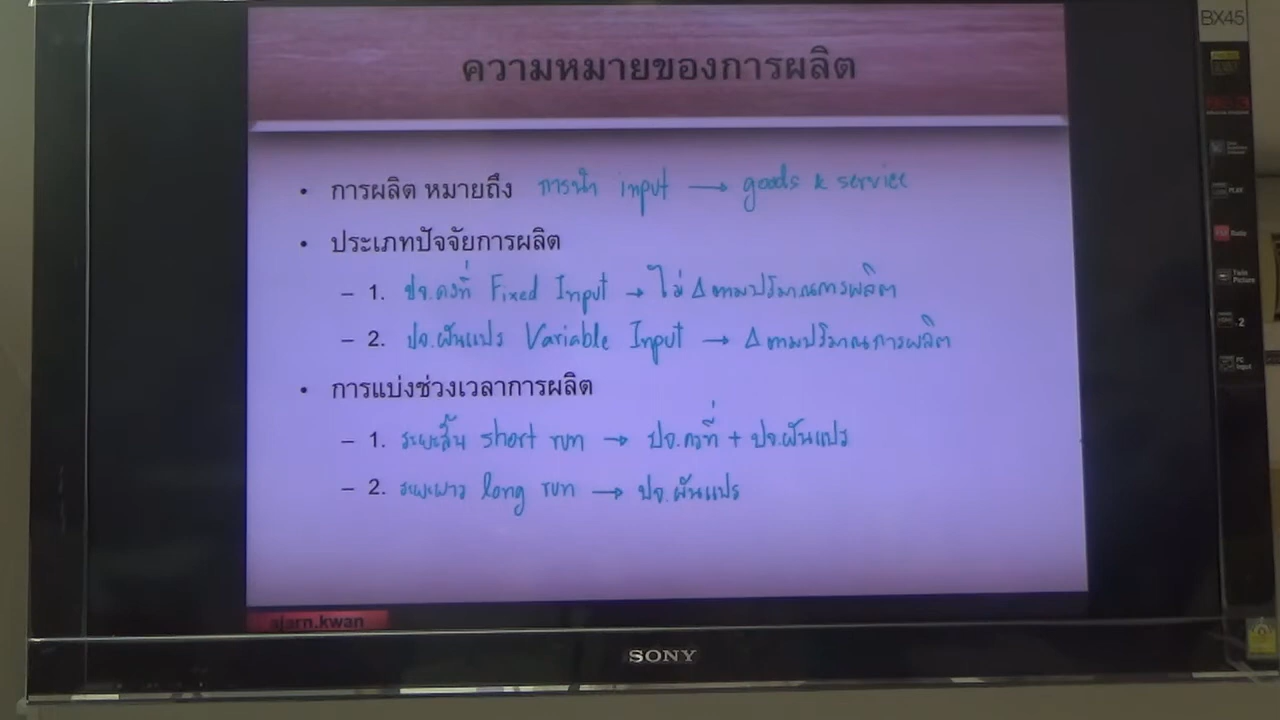 ความหมายของการผลิต
• การผลิต หมายถึง การนำ input → goods & service
• ประเภทปัจจัยการผลิต
– 1. ปจ.คงที่ Fixed Input → ไม่ Δ ตามปริมาณการผลิต
– 2. ปจ.ผันแปร Variable Input → Δ ตามปริมาณการผลิต
• การแบ่งช่วงเวลาการผลิต
– 1. ระยะสั้น short run → ปจ.คงที่ + ปจ.ผันแปร
– 2. ระยะยาว long run → ปจ.ผันแปร
ajarn.kwan
SONY
BX45
Twin Picture
PC Input